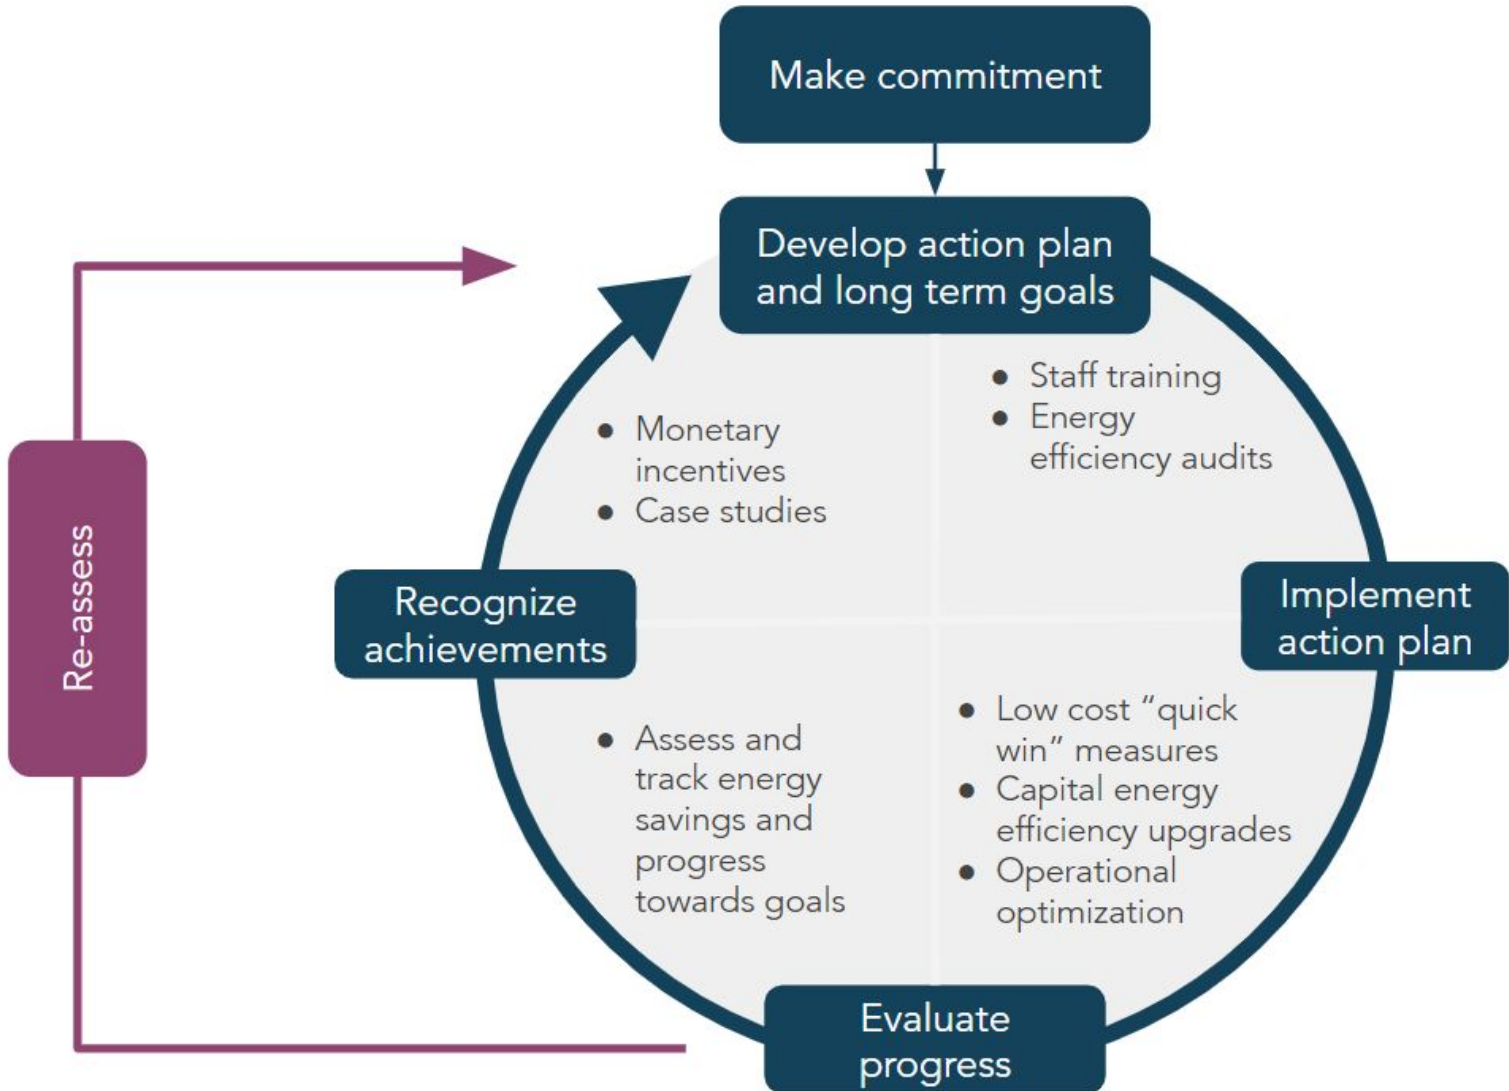 Make commitment
Develop action plan
and long term goals
● Staff training
● Energy
efficiency audits
● Monetary
incentives
● Case studies
Re-assess
Recognize
achievements
Implement
action plan
● Low cost “quick
win” measures
● Capital energy
efficiency upgrades
● Operational
optimization
● Assess and
track energy
savings and
progress
towards goals
Evaluate
progress